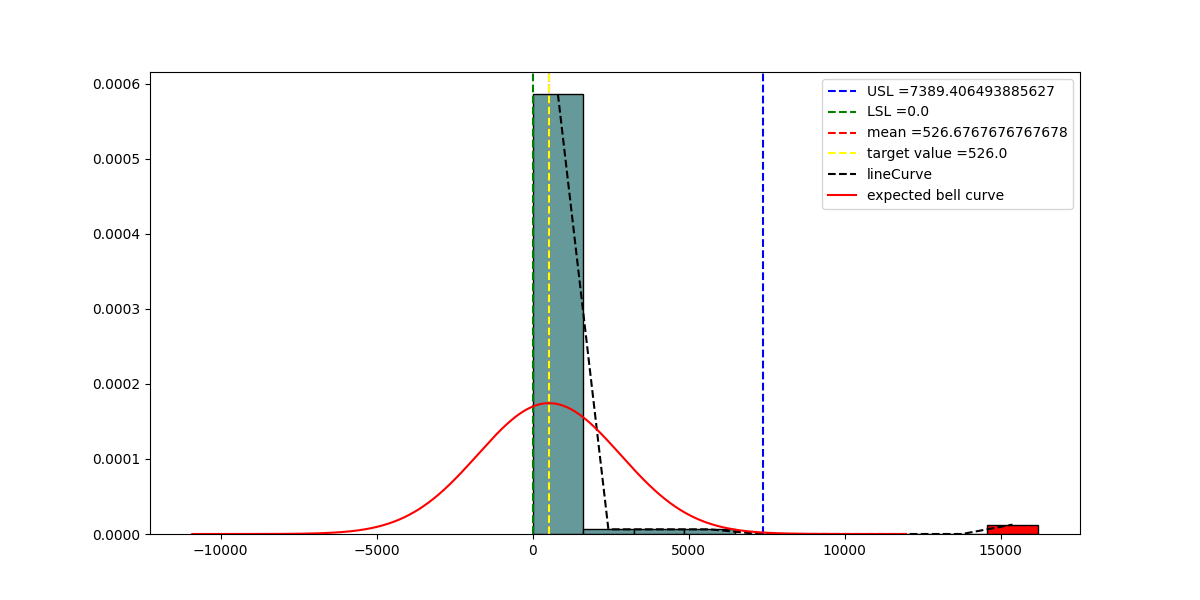 0.0006
0.0005
0.0004
0.0003
0.0002
0.0001
0.0000
−10000
−5000
0
5000
10000
15000
USL =7389.406493885627
LSL =0.0
mean =526.6767676767678
target value =526.0
lineCurve
expected bell curve